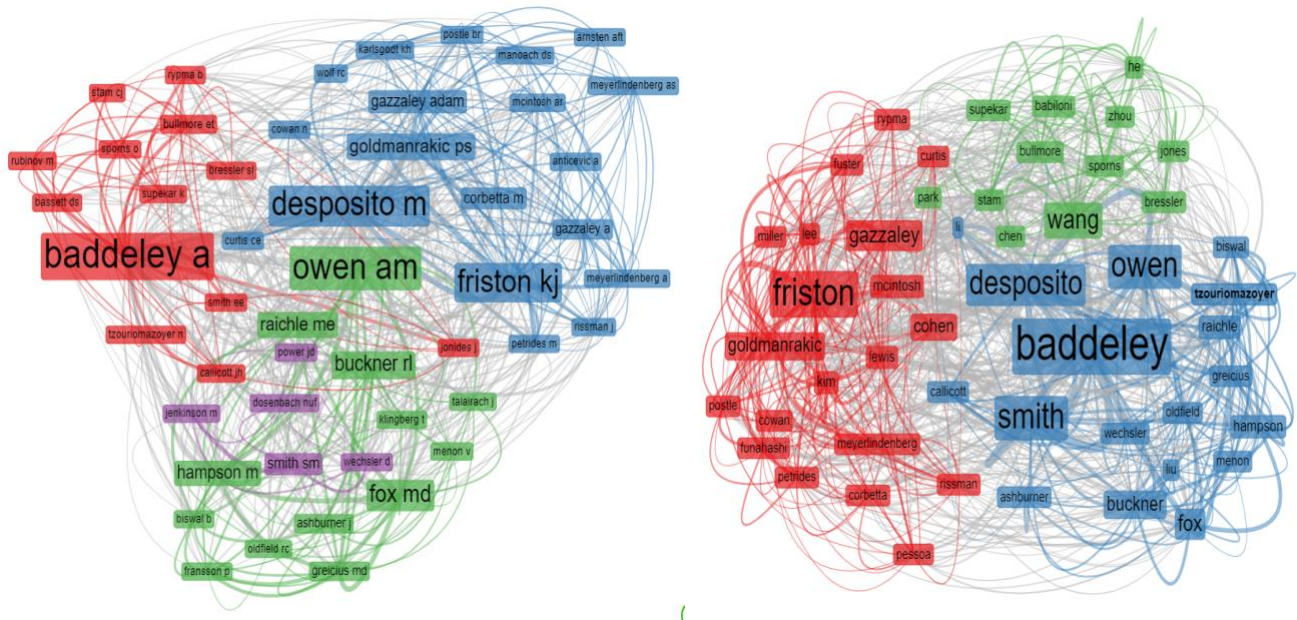 postle br
arnsten aft
karlsgodt kh
manoach ds
wolf rc
meyerlindenberg as
rypma b
stam cj
gazzaley adam
mcintosh ar
bullmore et
cowan n
sporns o
goldmanrakic ps
rubinov m
bressler sl
anticevic a
supekar k
bassett ds
desposito m
corbetta m
gazzaley a
curtis ce
baddeley a
owen am
friston kj
meyerlindenberg a
smith ee
raichle me
rissman j
tzouriomazoyer n
petrides m
jonides j
power jd
buckner rl
callicott jh
dosenbach nuf
talairach j
jenkinson m
klingberg t
menon v
smith sm
wechsler d
hampson m
fox md
biswal b
ashburner j
oldfield rc
fransson p
greicius md
he
supekar
babiloni
zhou
rypma
bullmore
jones
curtis
fuster
sporns
park
stam
bressler
wang
miller
lee
gazzaley
li
chen
biswal
owen
desposito
friston
mcintosh
tzouriomazoyer
cohen
raichle
goldmanrakic
baddeley
lewis
kim
greicius
callicott
postle
cowan
smith
oldfield
hampson
funahashi
meyerlindenberg
wechsler
menon
petrides
liu
rissman
corbetta
ashburner
buckner
fox
pessoa